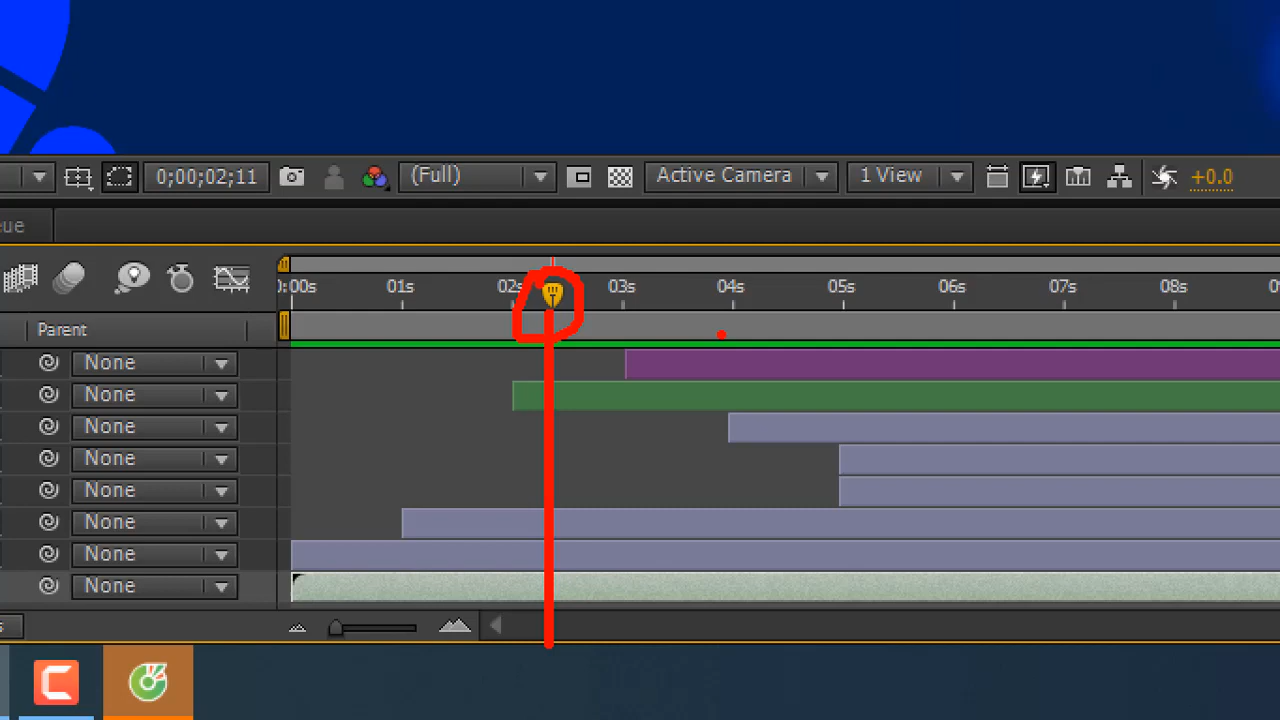 0;00;02;11
(Full)
Active Camera
1 View
+0.0
eue
0:00s 01s 02s 03s 04s 05s 06s 07s 08s
Parent
None
None
None
None
None
None
None
None